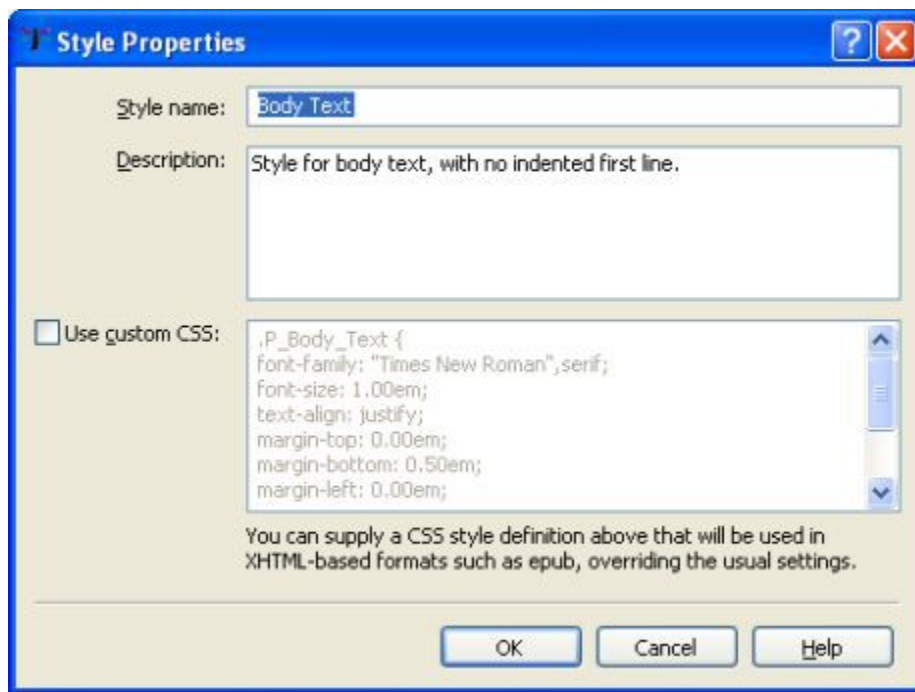 Style Properties
Style name: Body Text
Description: Style for body text, with no indented first line.
Use custom CSS: .P_Body_Text {
font-family: "Times New Roman",serif;
font-size: 1.00em;
text-align: justify;
margin-top: 0.00em;
margin-bottom: 0.50em;
margin-left: 0.00em;
You can supply a CSS style definition above that will be used in
XHTML-based formats such as epub, overriding the usual settings.
OK Cancel Help